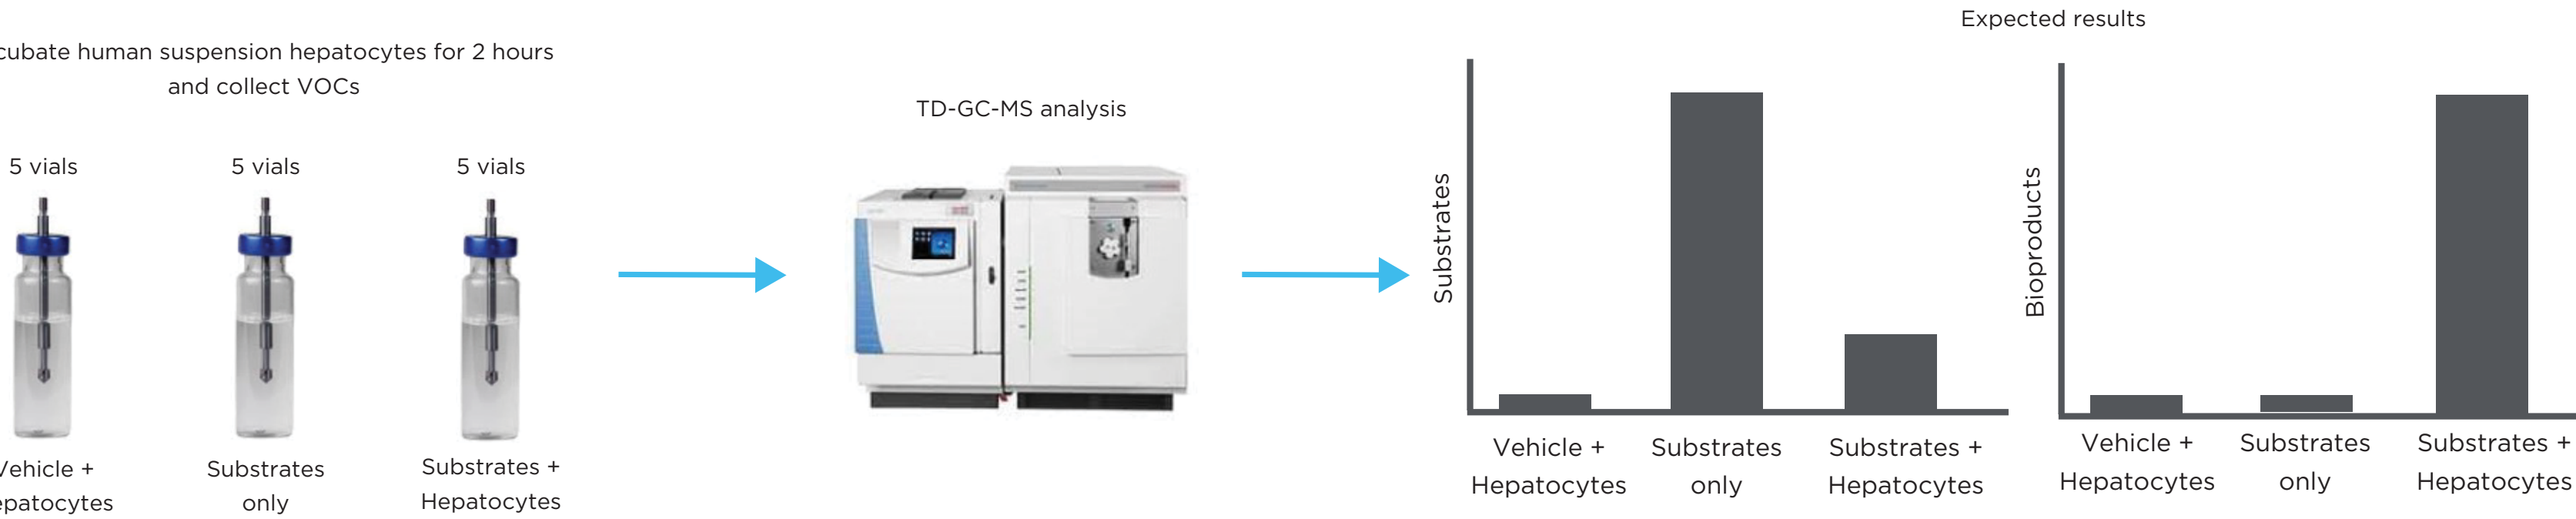 cubate human suspension hepatocytes for 2 hours
and collect VOCs
5 vials
5 vials
5 vials
Vehicle +
epatocytes
Substrates
only
Substrates +
Hepatocytes
TD-GC-MS analysis
Expected results
Substrates
Vehicle +
Hepatocytes
Substrates
only
Substrates +
Hepatocytes
Bioproducts
Vehicle +
Hepatocytes
Substrates
only
Substrates +
Hepatocytes